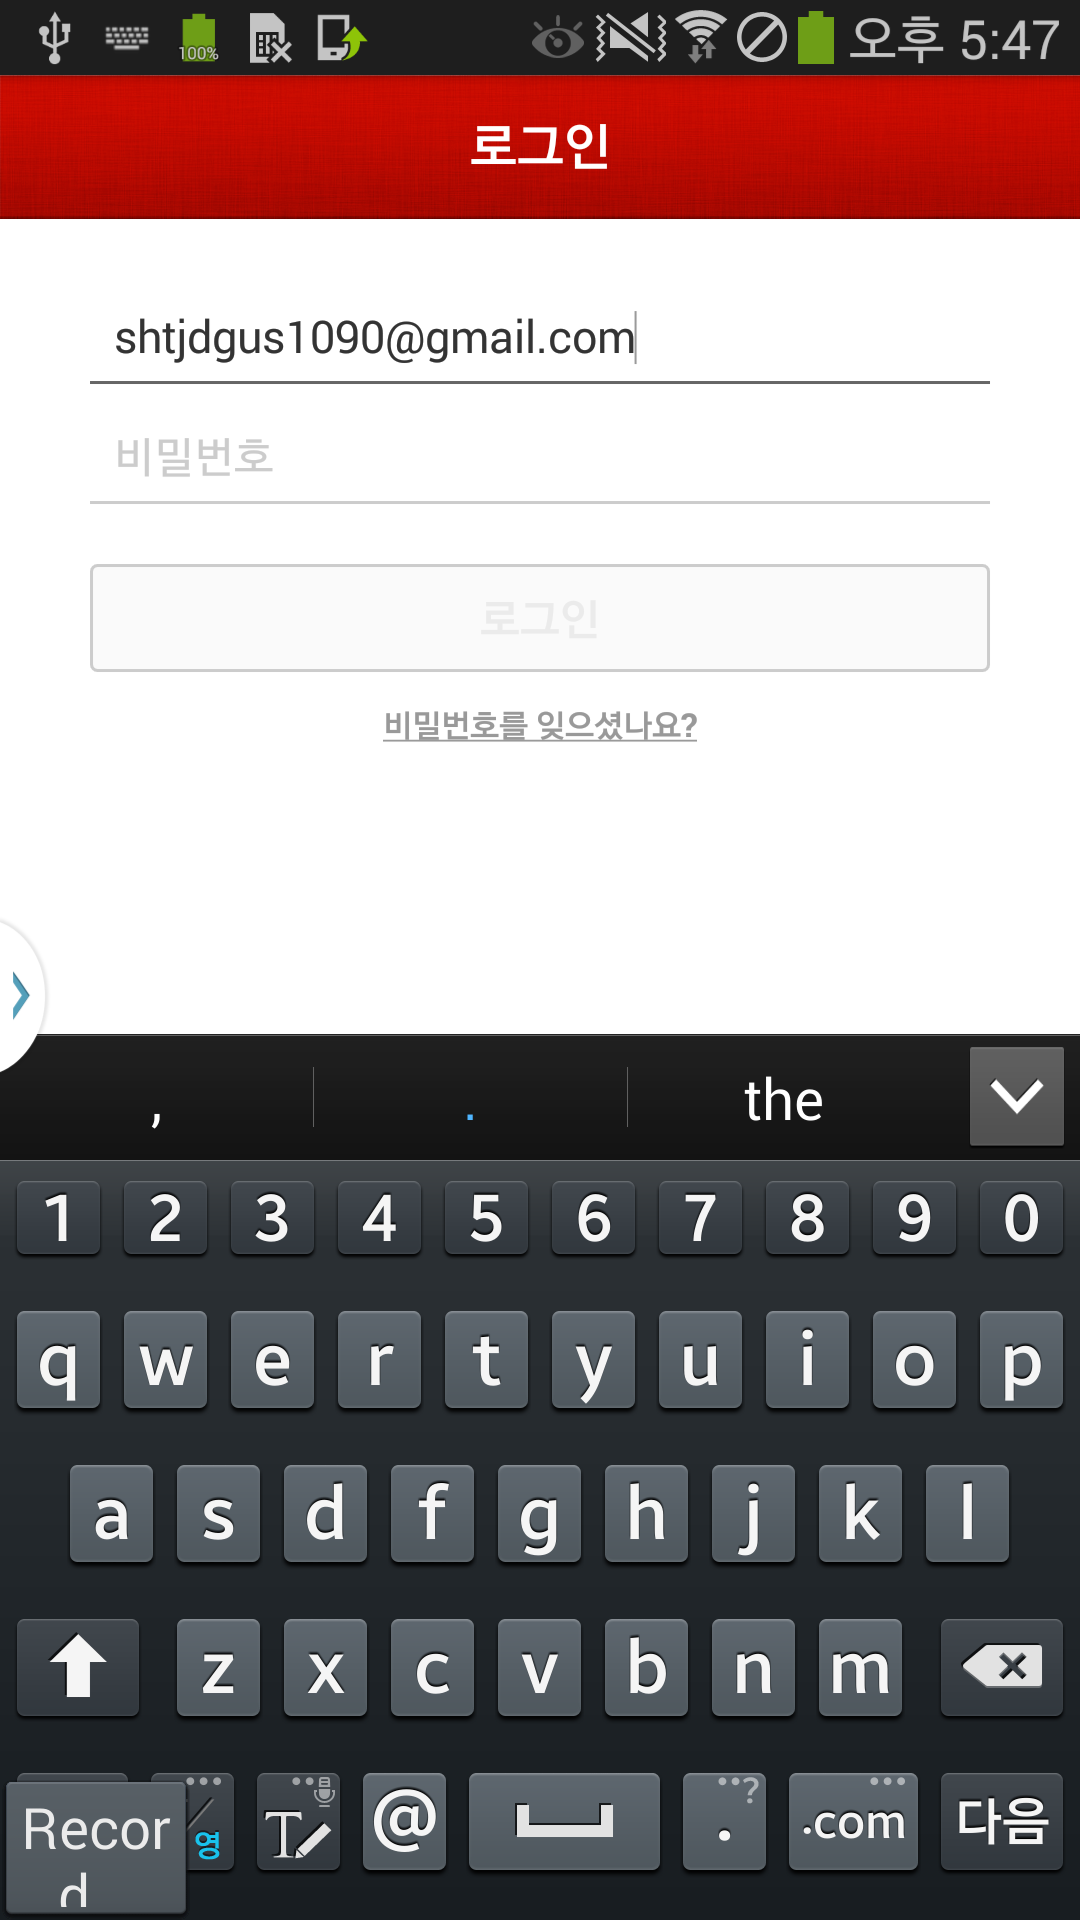 100%
오후 5:47
로그인
shtjdgus1090@gmail.com
비밀번호
로그인
비밀번호를 잊으셨나요?
, . the
1 2 3 4 5 6 7 8 9 0
q w e r t y u i o p
a s d f g h j k l
z x c v b n m
영 T @ . ? .com 다음
Recor
d